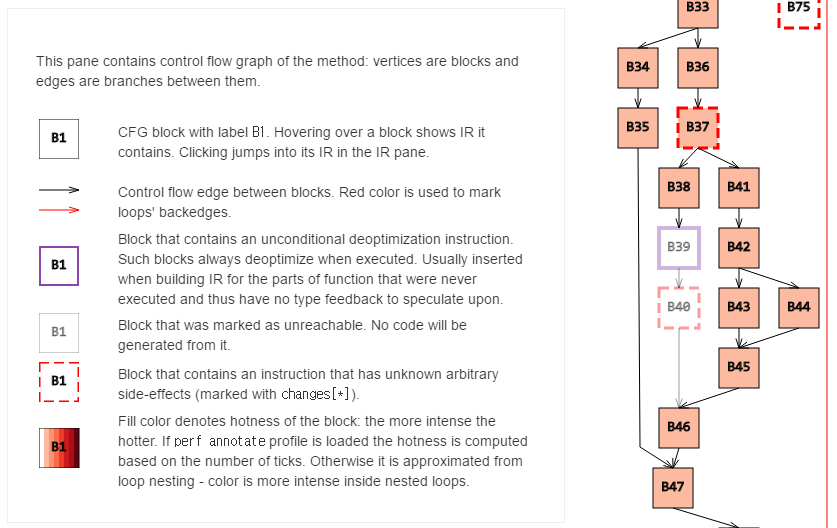 This pane contains control flow graph of the method: vertices are blocks and
edges are branches between them.
B1
CFG block with label B1. Hovering over a block shows IR it
contains. Clicking jumps into its IR in the IR pane.
Control flow edge between blocks. Red color is used to mark
loops' backedges.
B1
Block that contains an unconditional deoptimization instruction.
Such blocks always deoptimize when executed. Usually inserted
when building IR for the parts of function that were never
executed and thus have no type feedback to speculate upon.
B1
Block that was marked as unreachable. No code will be
generated from it.
B1
Block that contains an instruction that has unknown arbitrary
side-effects (marked with changes[*]).
B1
Fill color denotes hotness of the block: the more intense the
hotter. If perf annotate profile is loaded the hotness is computed
based on the number of ticks. Otherwise it is approximated from
loop nesting - color is more intense inside nested loops.
B33
B75
B34
B36
B35
B37
B38
B41
B39
B42
B40
B43
B44
B45
B46
B47